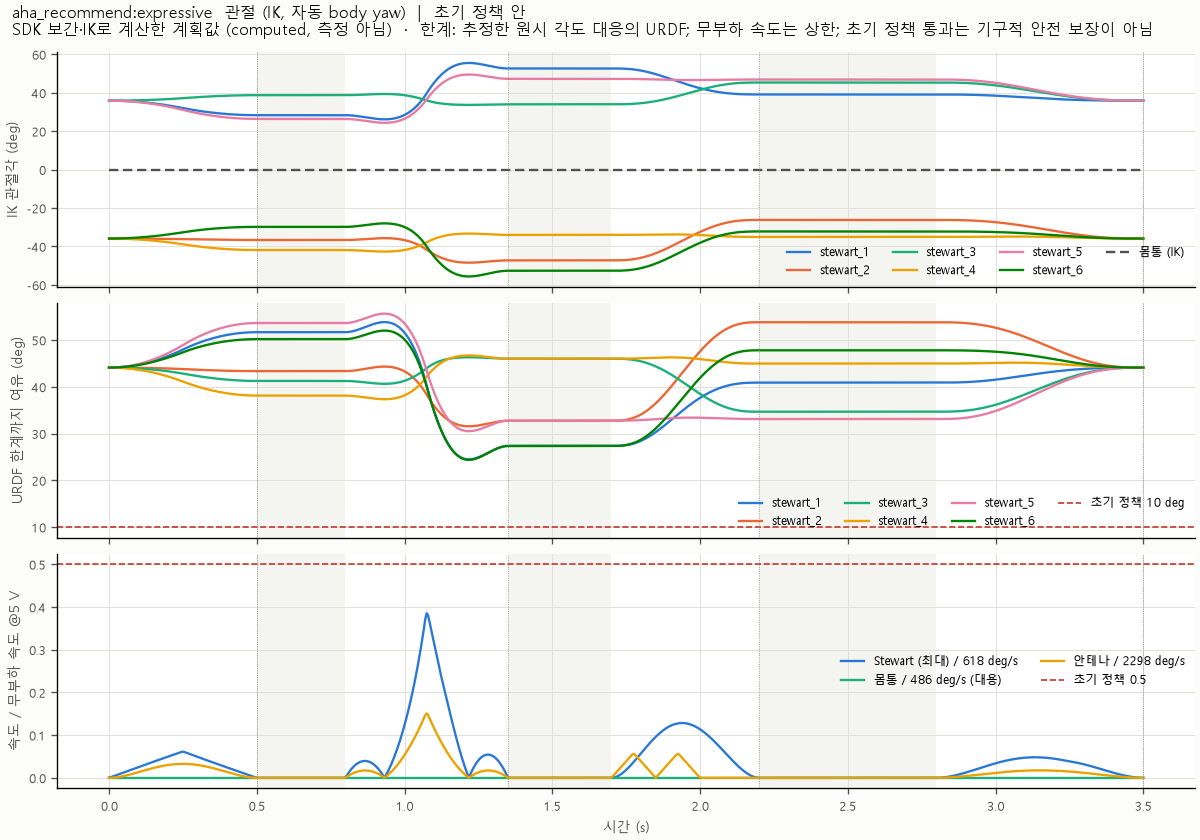 aha_recommend:expressive 관절 (IK, 자동 body yaw) | 초기 정책 안
SDK 보간·IK로 계산한 계획값 (computed, 측정 아님) · 한계: 추정한 원시 각도 대응의 URDF; 무부하 속도는 상한; 초기 정책 통과는 기구적 안전 보장이 아님
IK 관절각 (deg)
60
40
20
0
-20
-40
-60
stewart_1 stewart_3 stewart_5 몸통 (IK)
stewart_2 stewart_4 stewart_6
URDF 한계까지 여유 (deg)
50
40
30
20
10
stewart_1 stewart_3 stewart_5 초기 정책 10 deg
stewart_2 stewart_4 stewart_6
속도 / 무부하 속도 @5 V
0.5
0.4
0.3
0.2
0.1
0.0
Stewart (최대) / 618 deg/s 안테나 / 2298 deg/s
몸통 / 486 deg/s (대용) 초기 정책 0.5
0.0 0.5 1.0 1.5 2.0 2.5 3.0 3.5
시간 (s)